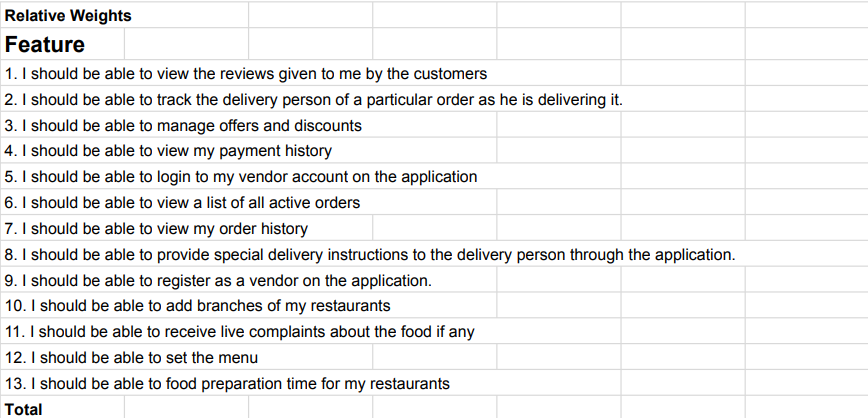 Relative Weights
Feature
1. I should be able to view the reviews given to me by the customers
2. I should be able to track the delivery person of a particular order as he is delivering it.
3. I should be able to manage offers and discounts
4. I should be able to view my payment history
5. I should be able to login to my vendor account on the application
6. I should be able to view a list of all active orders
7. I should be able to view my order history
8. I should be able to provide special delivery instructions to the delivery person through the application.
9. I should be able to register as a vendor on the application.
10. I should be able to add branches of my restaurants
11. I should be able to receive live complaints about the food if any
12. I should be able to set the menu
13. I should be able to food preparation time for my restaurants
Total